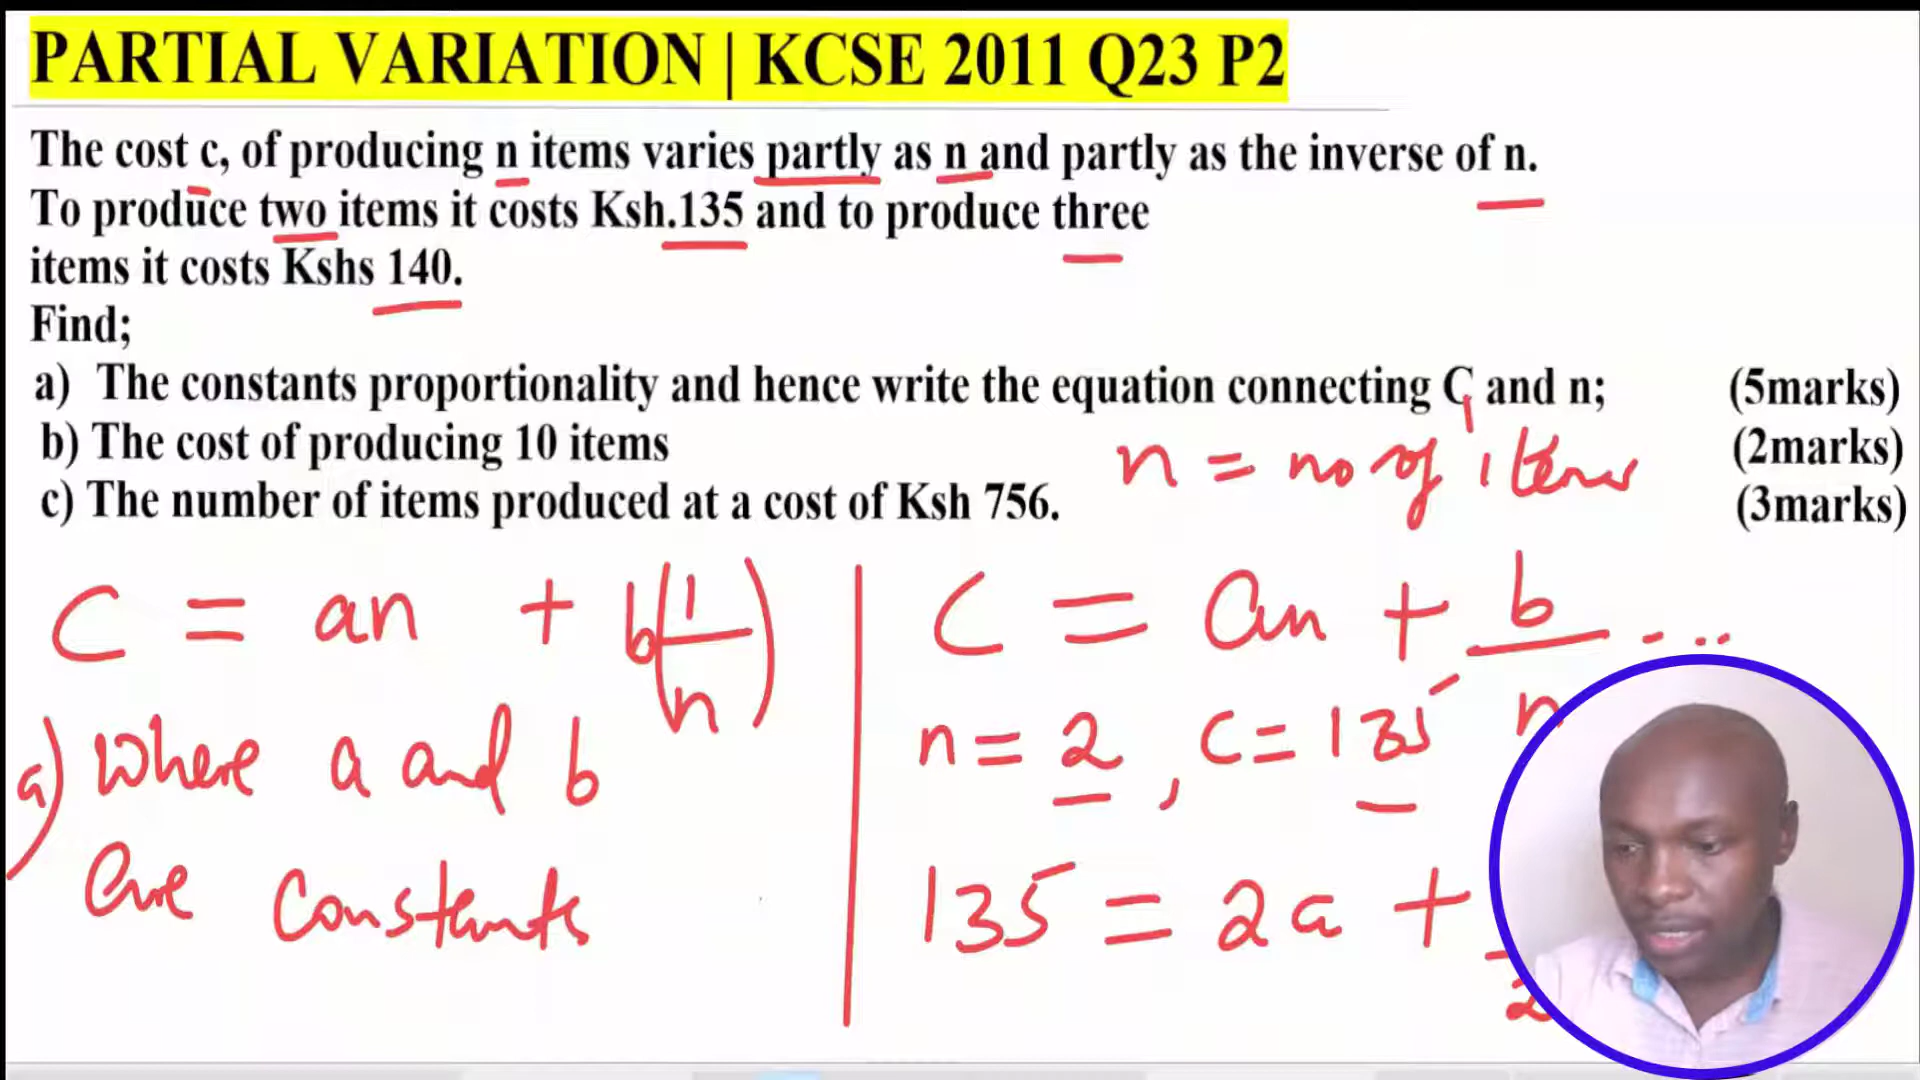 PARTIAL VARIATION | KCSE 2011 Q23 P2
The cost c, of producing n items varies partly as n and partly as the inverse of n.
To produce two items it costs Ksh.135 and to produce three
items it costs Kshs 140.
Find;
a) The constants proportionality and hence write the equation connecting C and n; (5marks)
b) The cost of producing 10 items (2marks)
c) The number of items produced at a cost of Ksh 756. (3marks)
n = no of items
C = an + b(1/n)
a) Where a and b
are constants
C = an + b/n ...
n = 2, C = 135
135 = 2a +
2